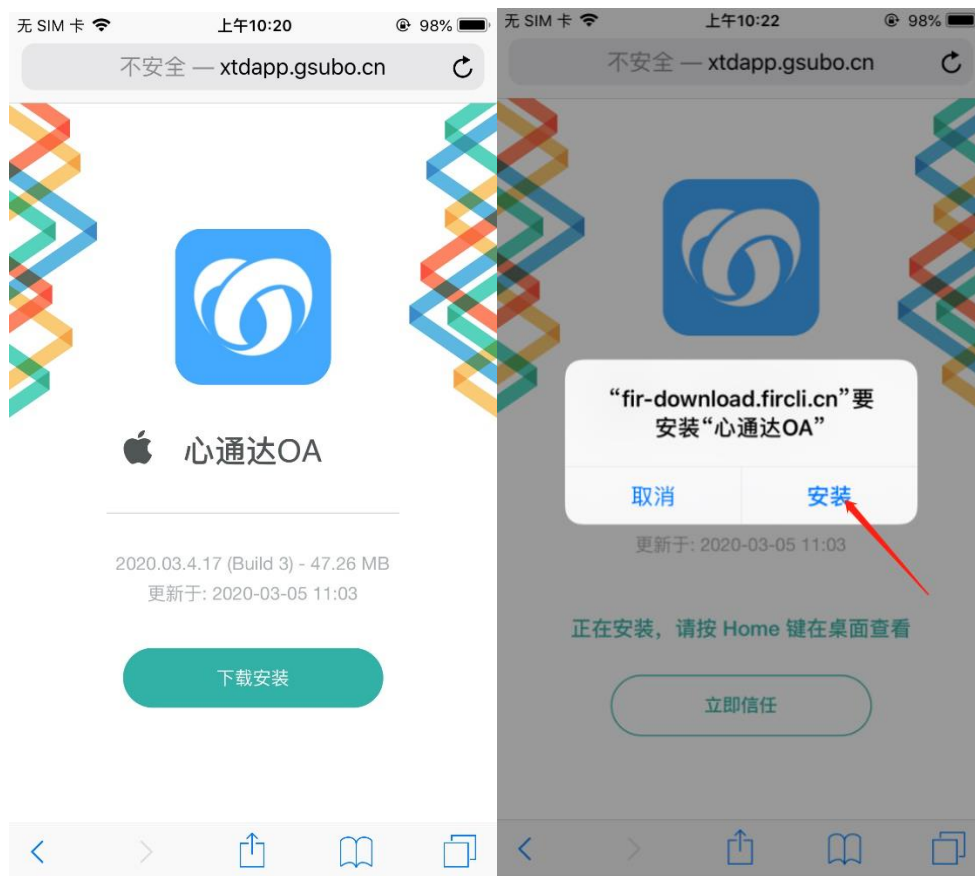 无 SIM 卡
上午10:20
98%
不安全 — xtdapp.gsubo.cn
心通达OA
2020.03.4.17 (Build 3) - 47.26 MB
更新于: 2020-03-05 11:03
下载安装
无 SIM 卡
上午10:22
98%
不安全 — xtdapp.gsubo.cn
“fir-download.fircli.cn”要
安装“心通达OA”
取消
安装
更新于: 2020-03-05 11:03
正在安装，请按 Home 键在桌面查看
立即信任